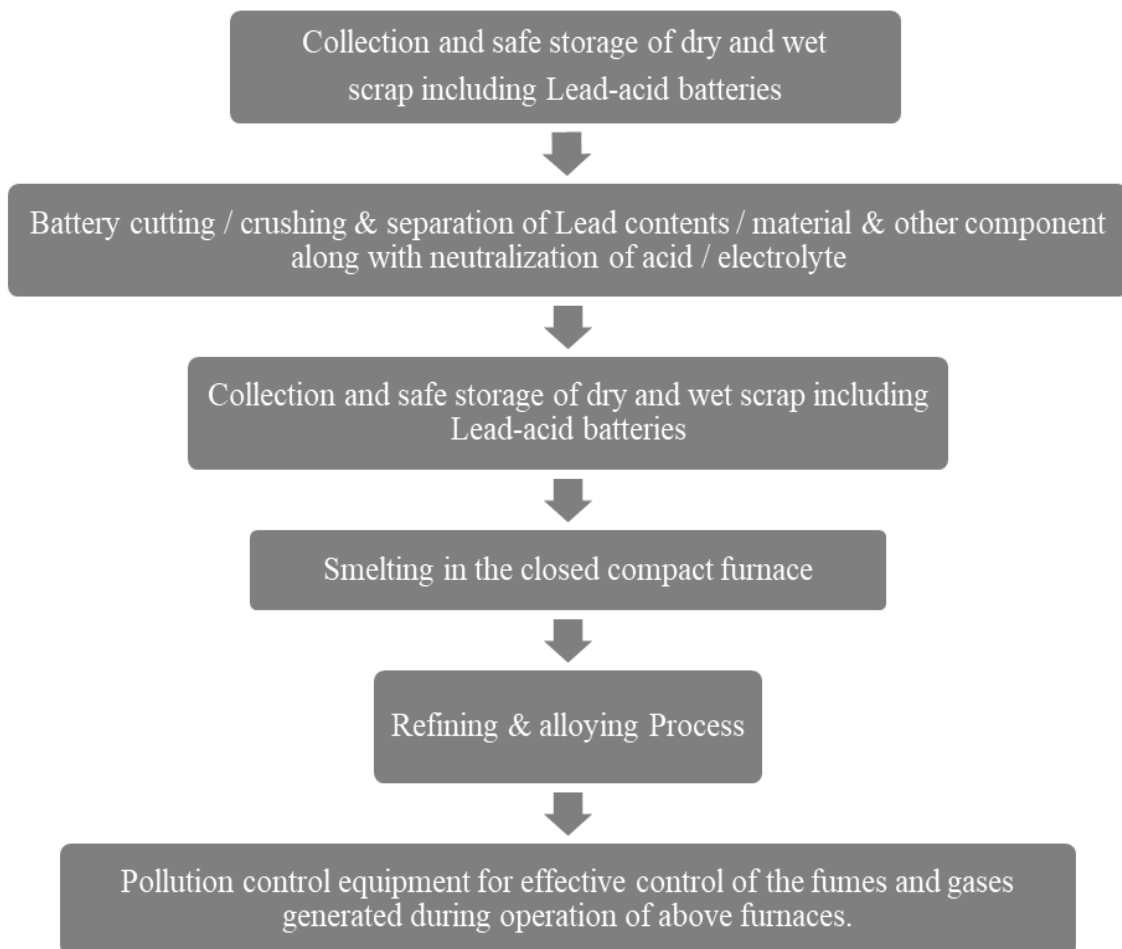 Collection and safe storage of dry and wet
scrap including Lead-acid batteries
Battery cutting / crushing & separation of Lead contents / material & other component
along with neutralization of acid / electrolyte
Collection and safe storage of dry and wet scrap including
Lead-acid batteries
Smelting in the closed compact furnace
Refining & alloying Process
Pollution control equipment for effective control of the fumes and gases
generated during operation of above furnaces.